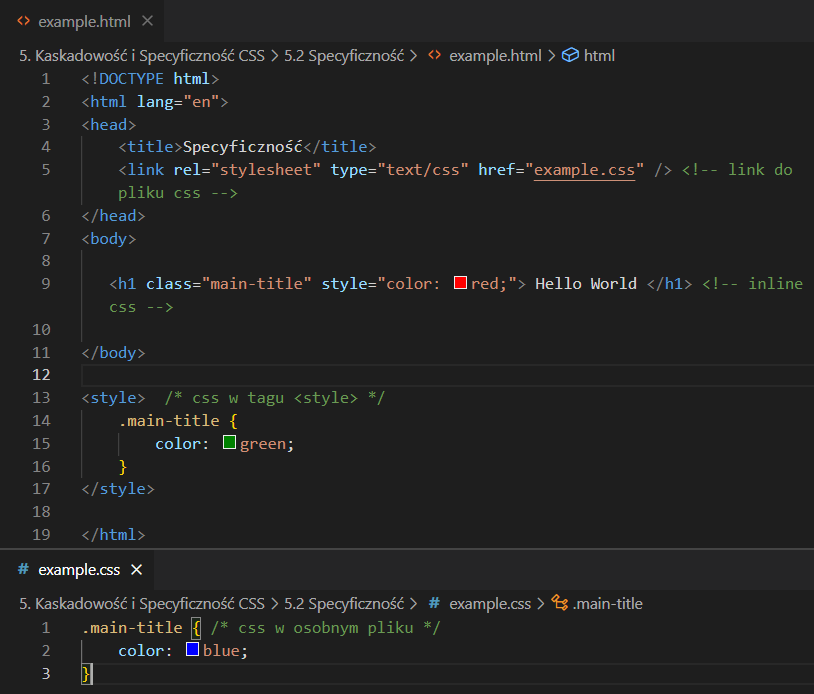 example.html
5. Kaskadowość i Specyficzność CSS > 5.2 Specyficzność > example.html > html
1 <!DOCTYPE html>
2 <html lang="en">
3 <head>
4 <title>Specyficzność</title>
5 <link rel="stylesheet" type="text/css" href="example.css" /> <!-- link do
pliku css -->
6 </head>
7 <body>
8
9 <h1 class="main-title" style="color: red;"> Hello World </h1> <!-- inline
css -->
10
11 </body>
12
13 <style> /* css w tagu <style> */
14 .main-title {
15 color: green;
16 }
17 </style>
18
19 </html>
# example.css
5. Kaskadowość i Specyficzność CSS > 5.2 Specyficzność > # example.css > .main-title
1 .main-title { /* css w osobnym pliku */
2 color: blue;
3 }